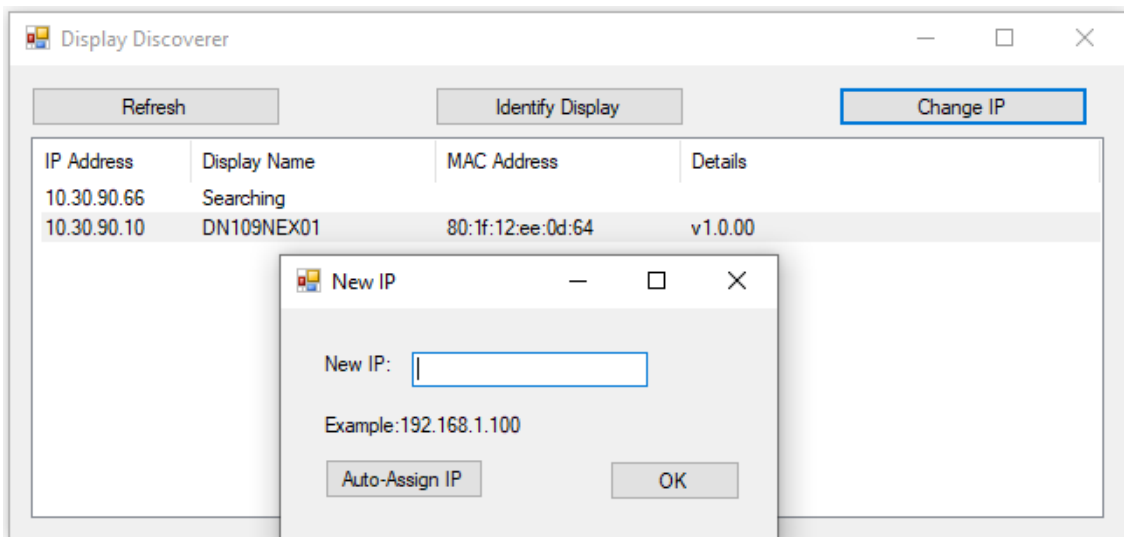 Display Discoverer
Refresh Identify Display Change IP
IP Address Display Name MAC Address Details
10.30.90.66 Searching
10.30.90.10 DN109NEX01 80:1f:12:ee:0d:64 v1.0.00
New IP
New IP:
Example:192.168.1.100
Auto-Assign IP OK